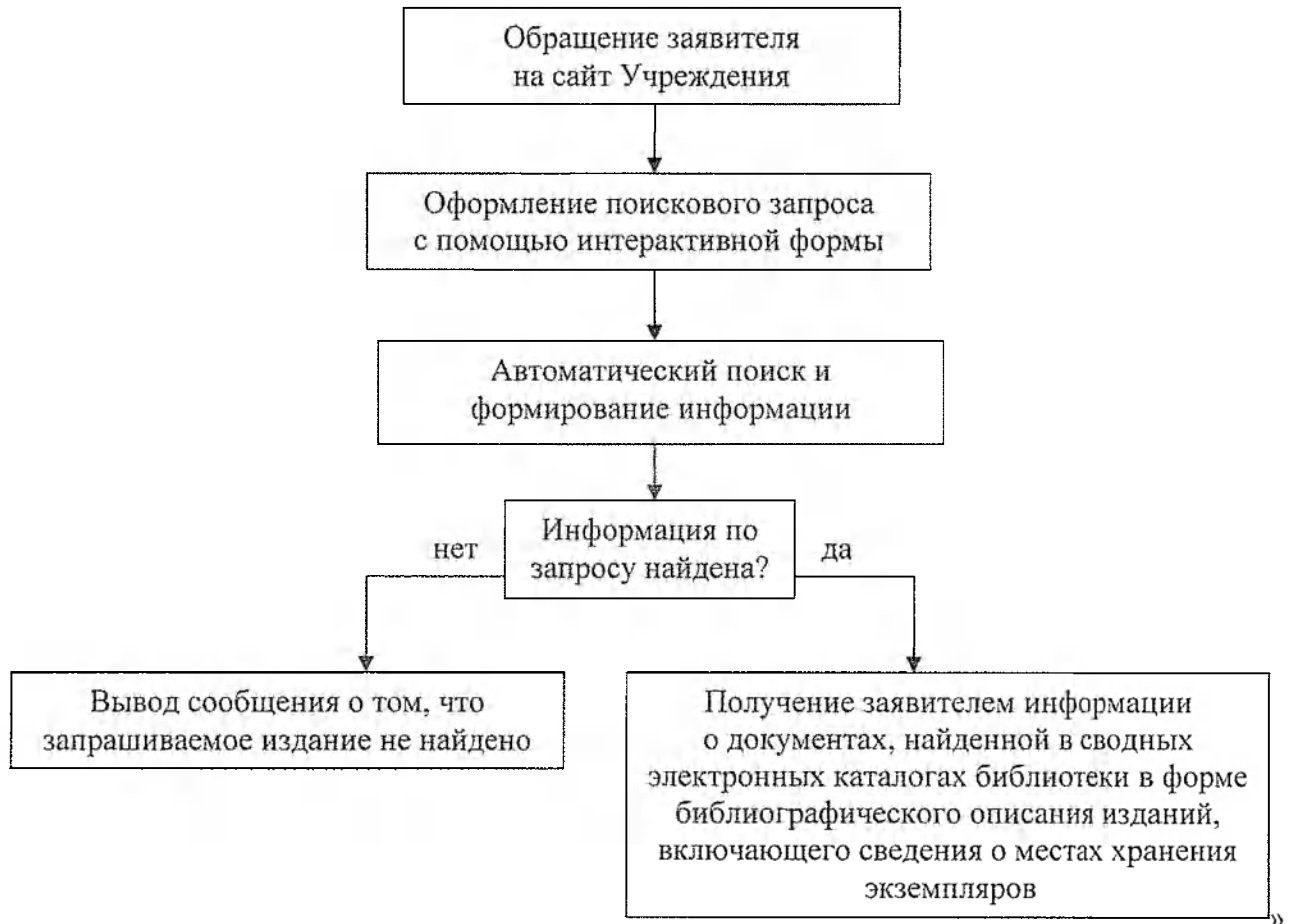 Обращение заявителя
на сайт Учреждения
Оформление поискового запроса
с помощью интерактивной формы
Автоматический поиск и
формирование информации
Информация по
запросу найдена?
нет
да
Вывод сообщения о том, что
запрашиваемое издание не найдено
Получение заявителем информации
о документах, найденной в сводных
электронных каталогах библиотеки в форме
библиографического описания изданий,
включающего сведения о местах хранения
экземпляров
»